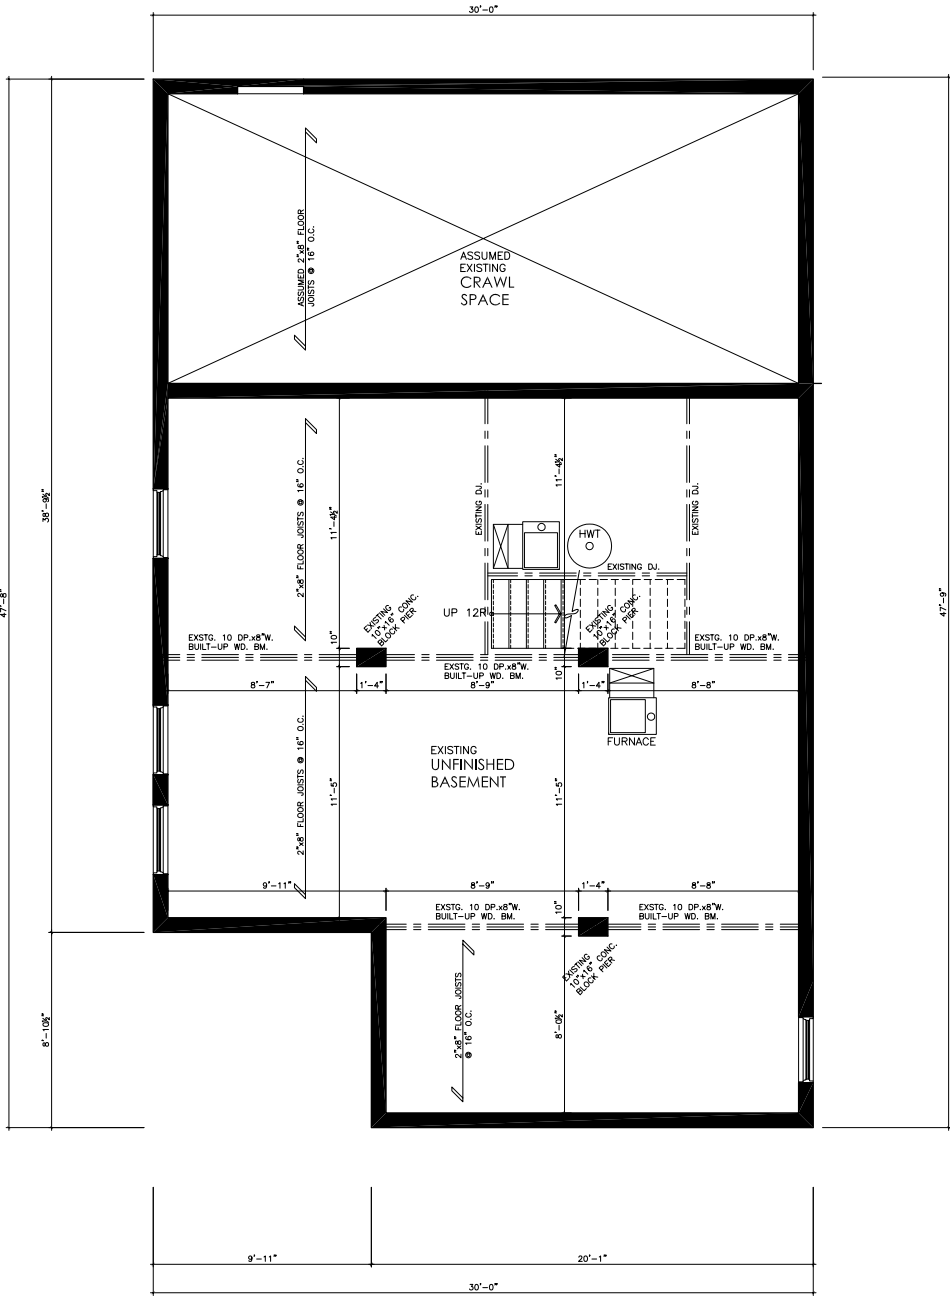 30'-0"
ASSUMED 2"x8" FLOOR
JOISTS @ 16" O.C.
ASSUMED
EXISTING
CRAWL
SPACE
47'-8"
38'-9½"
47'-9"
2"x8" FLOOR JOISTS @ 16" O.C.
11'-4½"
EXISTING DJ.
11'-4½"
EXISTING DJ.
HWT
EXISTING DJ.
UP 12R
EXISTING
10"x16" CONC.
BLOCK PIER
EXISTING
10"x16" CONC.
BLOCK PIER
EXSTG. 10 DP.x8"W.
BUILT-UP WD. BM.
10"
EXSTG. 10 DP.x8"W.
BUILT-UP WD. BM.
10"
EXSTG. 10 DP.x8"W.
BUILT-UP WD. BM.
8'-7"
1'-4"
8'-9"
1'-4"
8'-8"
FURNACE
2"x8" FLOOR JOISTS @ 16" O.C.
11'-5"
EXISTING
UNFINISHED
BASEMENT
11'-5"
9'-11"
8'-9"
1'-4"
8'-8"
EXSTG. 10 DP.x8"W.
BUILT-UP WD. BM.
10"
EXSTG. 10 DP.x8"W.
BUILT-UP WD. BM.
EXISTING
10"x16" CONC.
BLOCK PIER
8'-10½"
2"x8" FLOOR JOISTS
@ 16" O.C.
8'-0½"
9'-11"
20'-1"
30'-0"